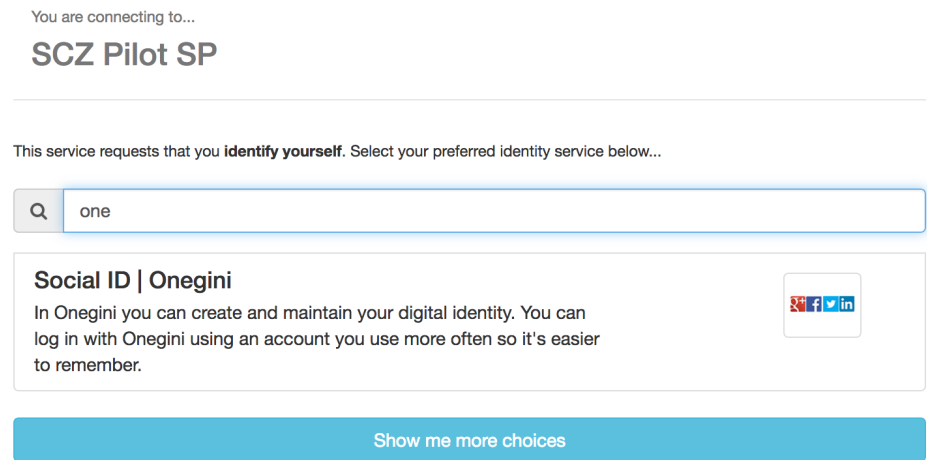 You are connecting to...
SCZ Pilot SP
This service requests that you identify yourself. Select your preferred identity service below...
one
Social ID | Onegini
In Onegini you can create and maintain your digital identity. You can
log in with Onegini using an account you use more often so it's easier
to remember.
Show me more choices